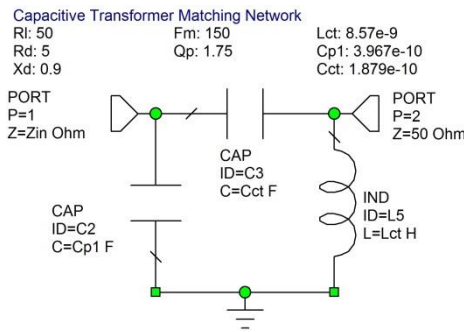 Capacitive Transformer Matching Network
Rl: 50
Rd: 5
Xd: 0.9
Fm: 150
Qp: 1.75
Lct: 8.57e-9
Cp1: 3.967e-10
Cct: 1.879e-10
PORT
P=1
Z=Zin Ohm
PORT
P=2
Z=50 Ohm
CAP
ID=C3
C=Cct F
CAP
ID=C2
C=Cp1 F
IND
ID=L5
L=Lct H